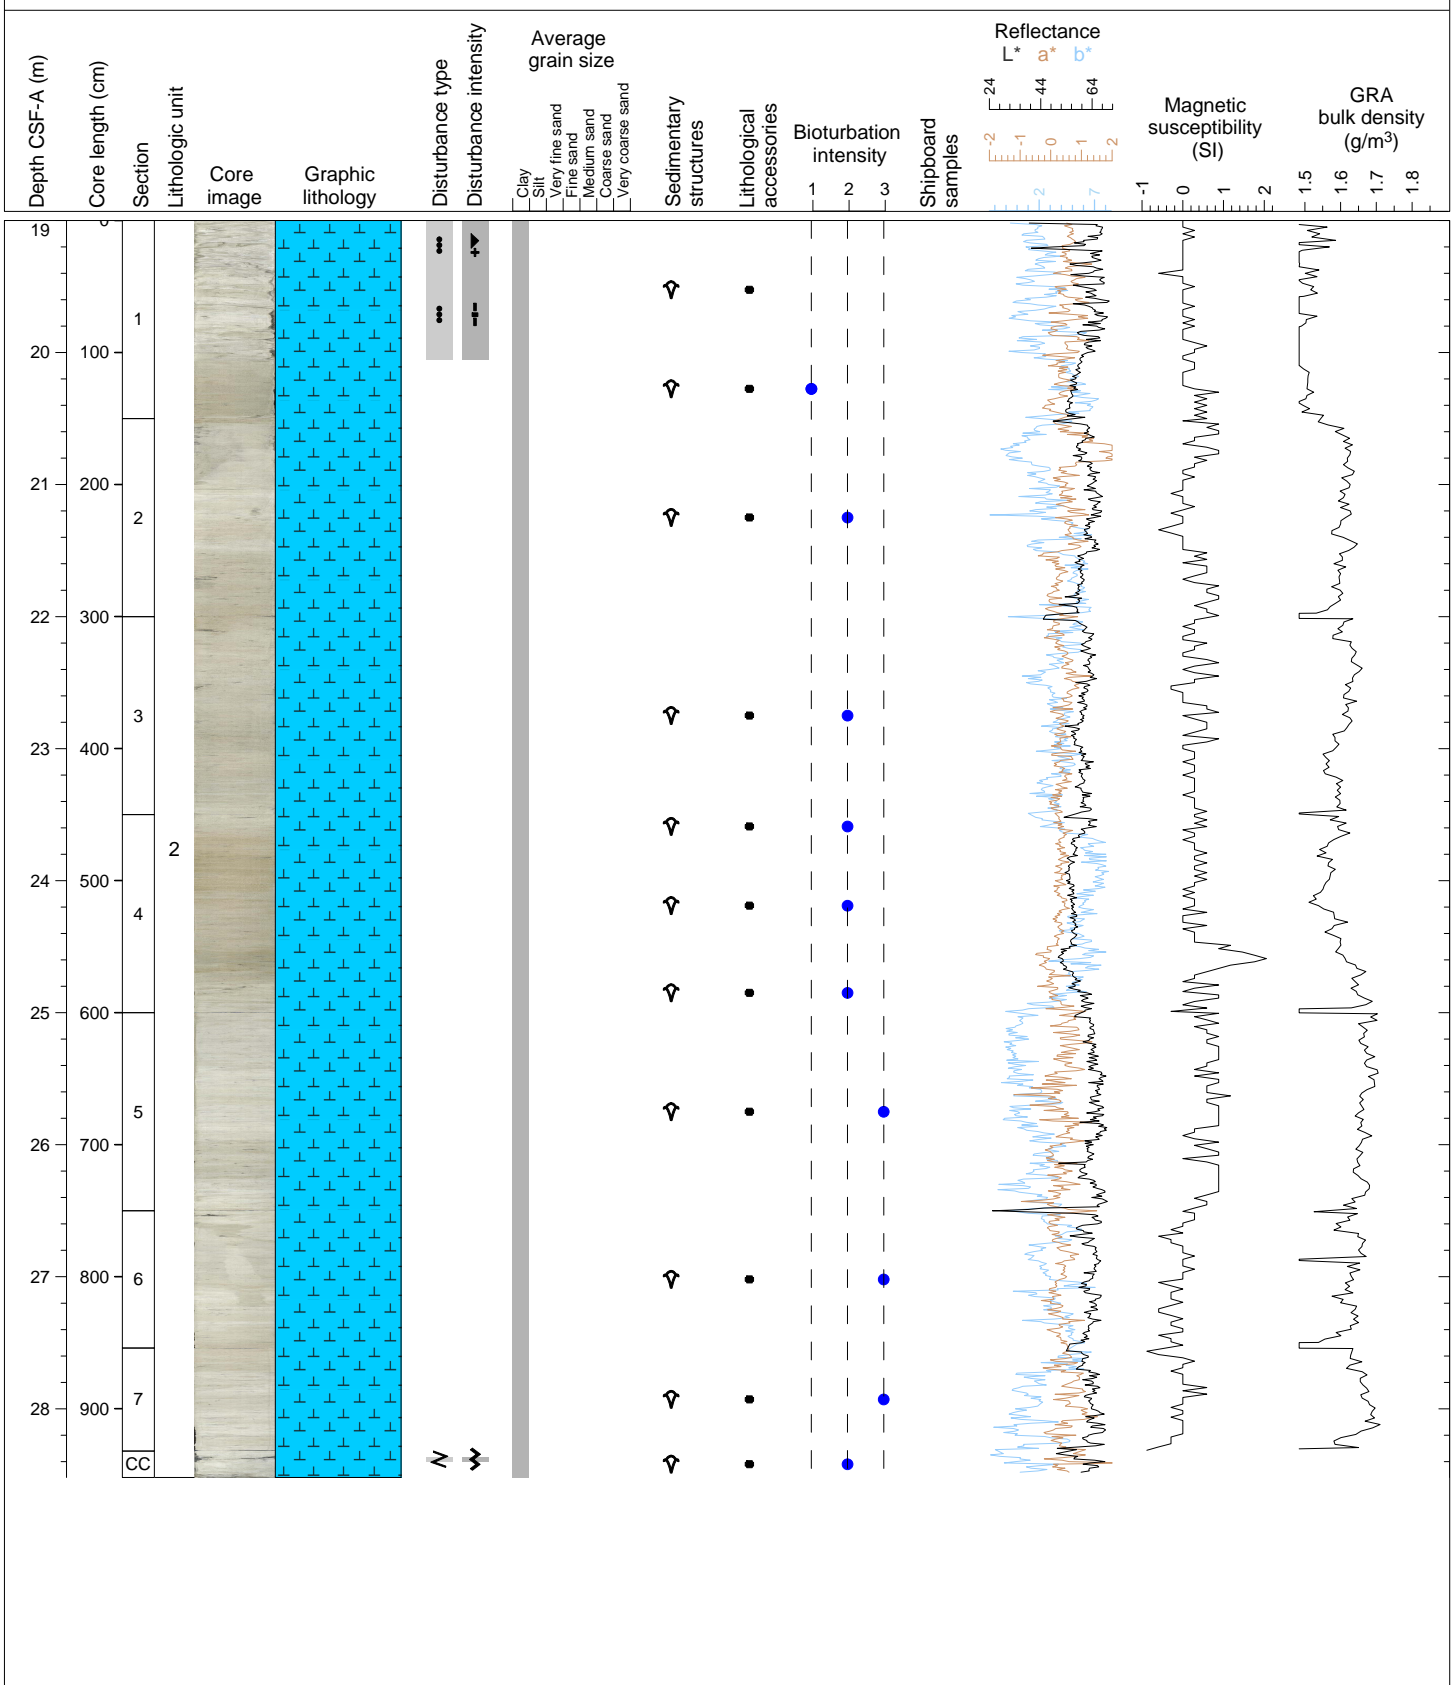 Depth CSF-A (m)
Core length (cm)
Section
Lithologic unit
Core
image
Graphic
lithology
Disturbance type
Disturbance intensity
Average
grain size
Clay
Silt
Very fine sand
Fine sand
Medium sand
Coarse sand
Very coarse sand
Sedimentary
structures
Lithological
accessories
Bioturbation
intensity
1 2 3
Shipboard
samples
Reflectance
L* a* b*
24 44 64
-2 -1 0 1 2
2 7
Magnetic
susceptibility
(SI)
-1 0 1 2
GRA
bulk density
(g/m³)
1.5 1.6 1.7 1.8
19 0
1
20 100
21 200
2
22 300
3
23 400
2
24 500
4
25 600
5
26 700
27 800 6
7
28 900
CC